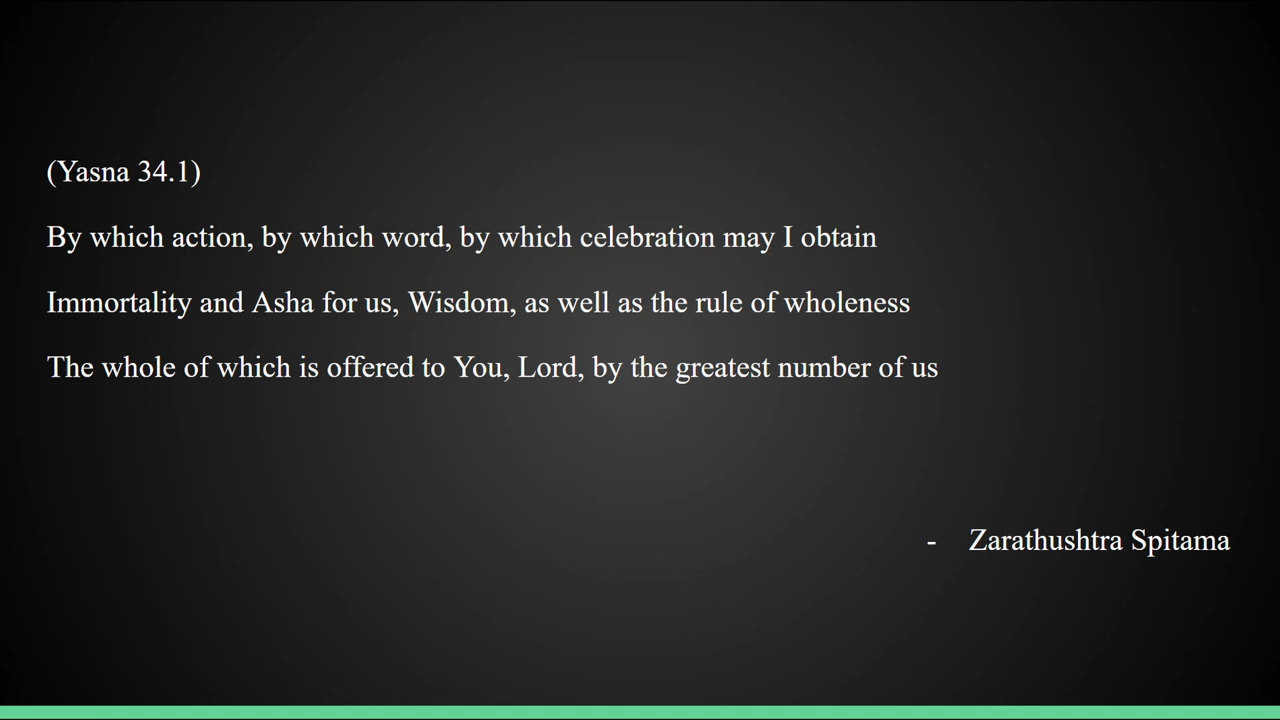 (Yasna 34.1)
By which action, by which word, by which celebration may I obtain
Immortality and Asha for us, Wisdom, as well as the rule of wholeness
The whole of which is offered to You, Lord, by the greatest number of us
- Zarathushtra Spitama